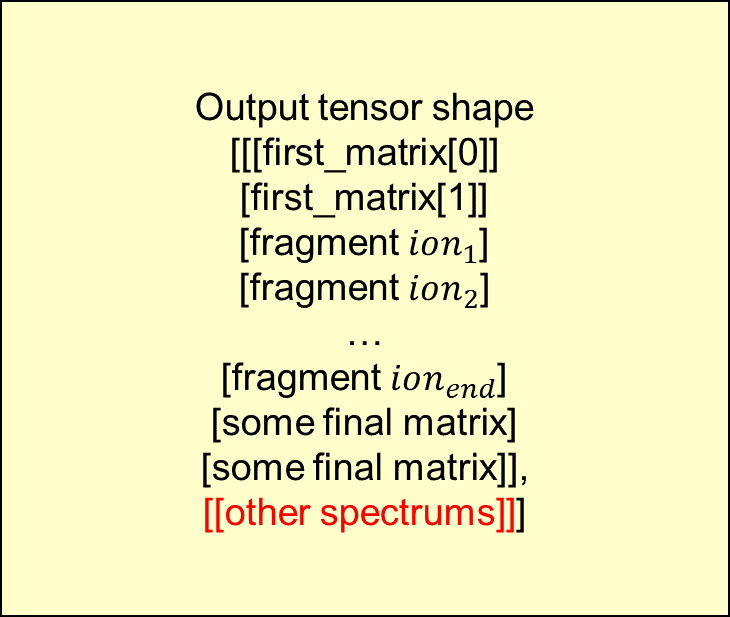 Output tensor shape
[[[first_matrix[0]]
[first_matrix[1]]
[fragment ion₁]
[fragment ion₂]
…
[fragment ionₑₙd]
[some final matrix]
[some final matrix]],
[[other spectrums]]]